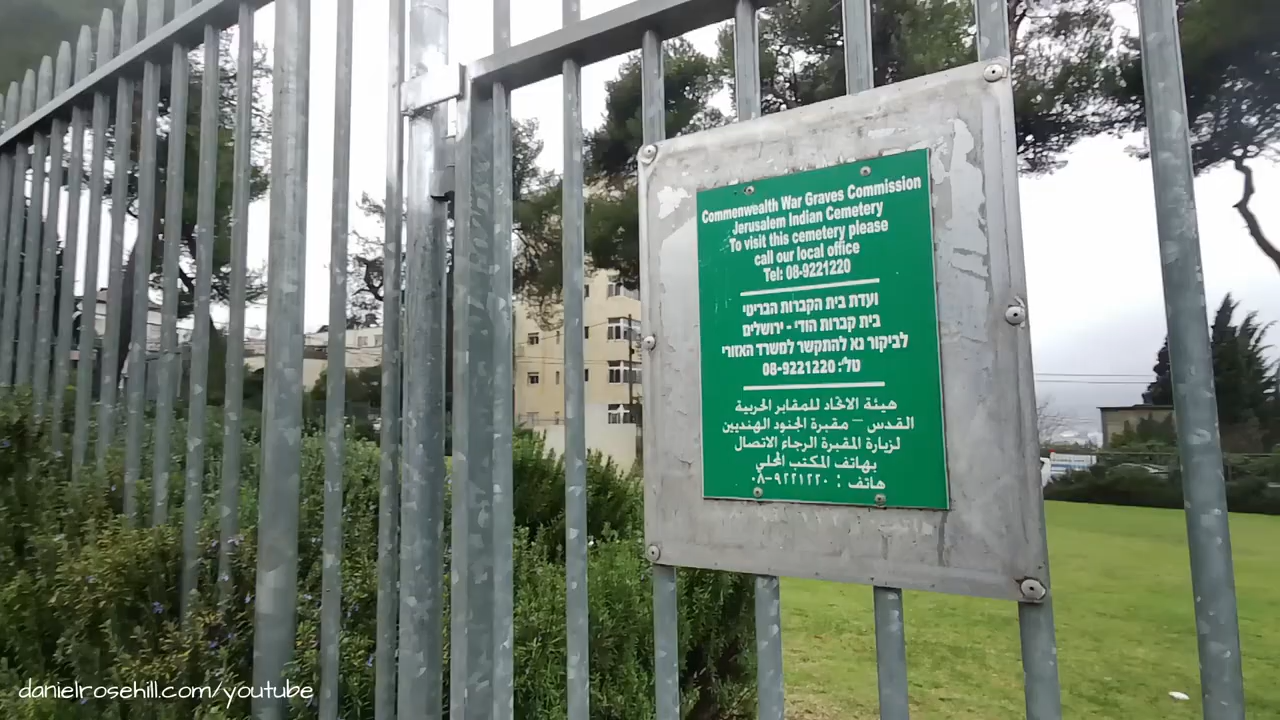 Commonwealth War Graves Commission
Jerusalem Indian Cemetery
To visit this cemetery please
call our local office
Tel: 08-9221220
ועדת בית הקברות הבריטי
בית קברות הודי - ירושלים
לביקור נא להתקשר למשרד האזורי
טל': 08-9221220
هيئة الاتحاد للمقابر الحربية
القدس – مقبرة الجنود الهنديين
لزيارة المقبرة الرجاء الاتصال
بهاتف المكتب المحلي
هاتف : ٠٨-٩٢٢١٢٢٠
danielrosehill.com/youtube